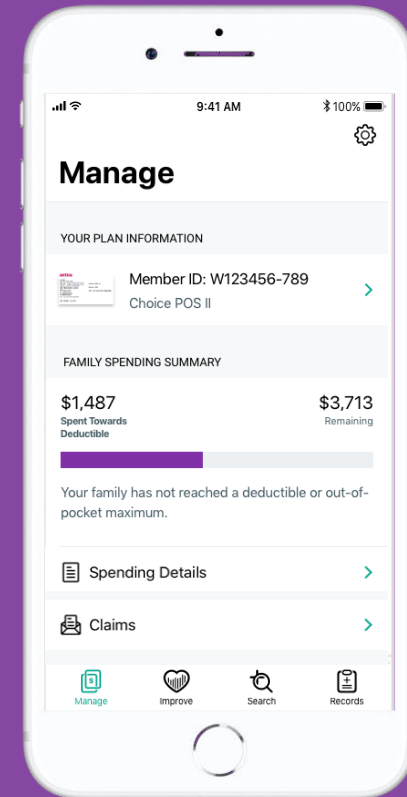 9:41 AM
100%
Manage
YOUR PLAN INFORMATION
aetna
Member ID: W123456-789
Choice POS II
FAMILY SPENDING SUMMARY
$1,487
$3,713
Spent Towards
Remaining
Deductible
Your family has not reached a deductible or out-of-
pocket maximum.
Spending Details
Claims
Manage
Improve
Search
Records